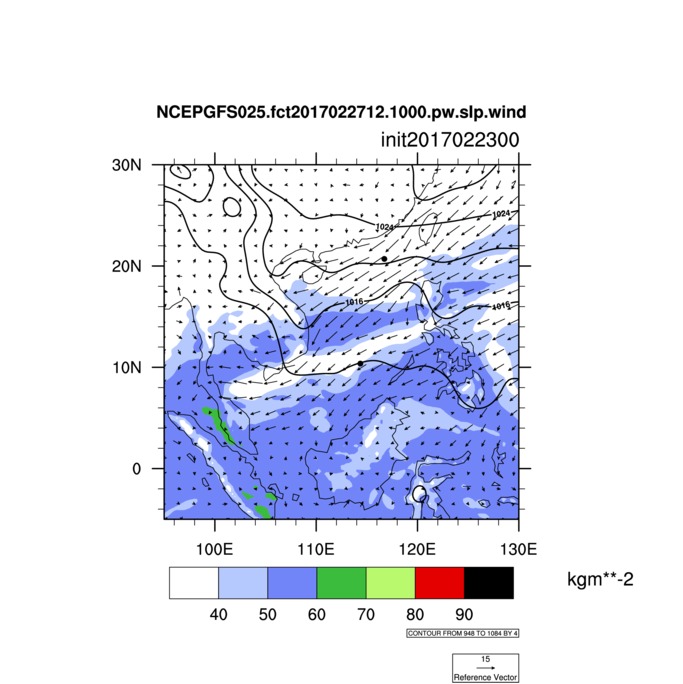 NCEPGFS025.fct2017022712.1000.pw.slp.wind
init2017022300
30N
1024
1024
20N
1016
1016
10N
0
100E 110E 120E 130E
kgm**-2
40 50 60 70 80 90
CONTOUR FROM 948 TO 1084 BY 4
15
Reference Vector